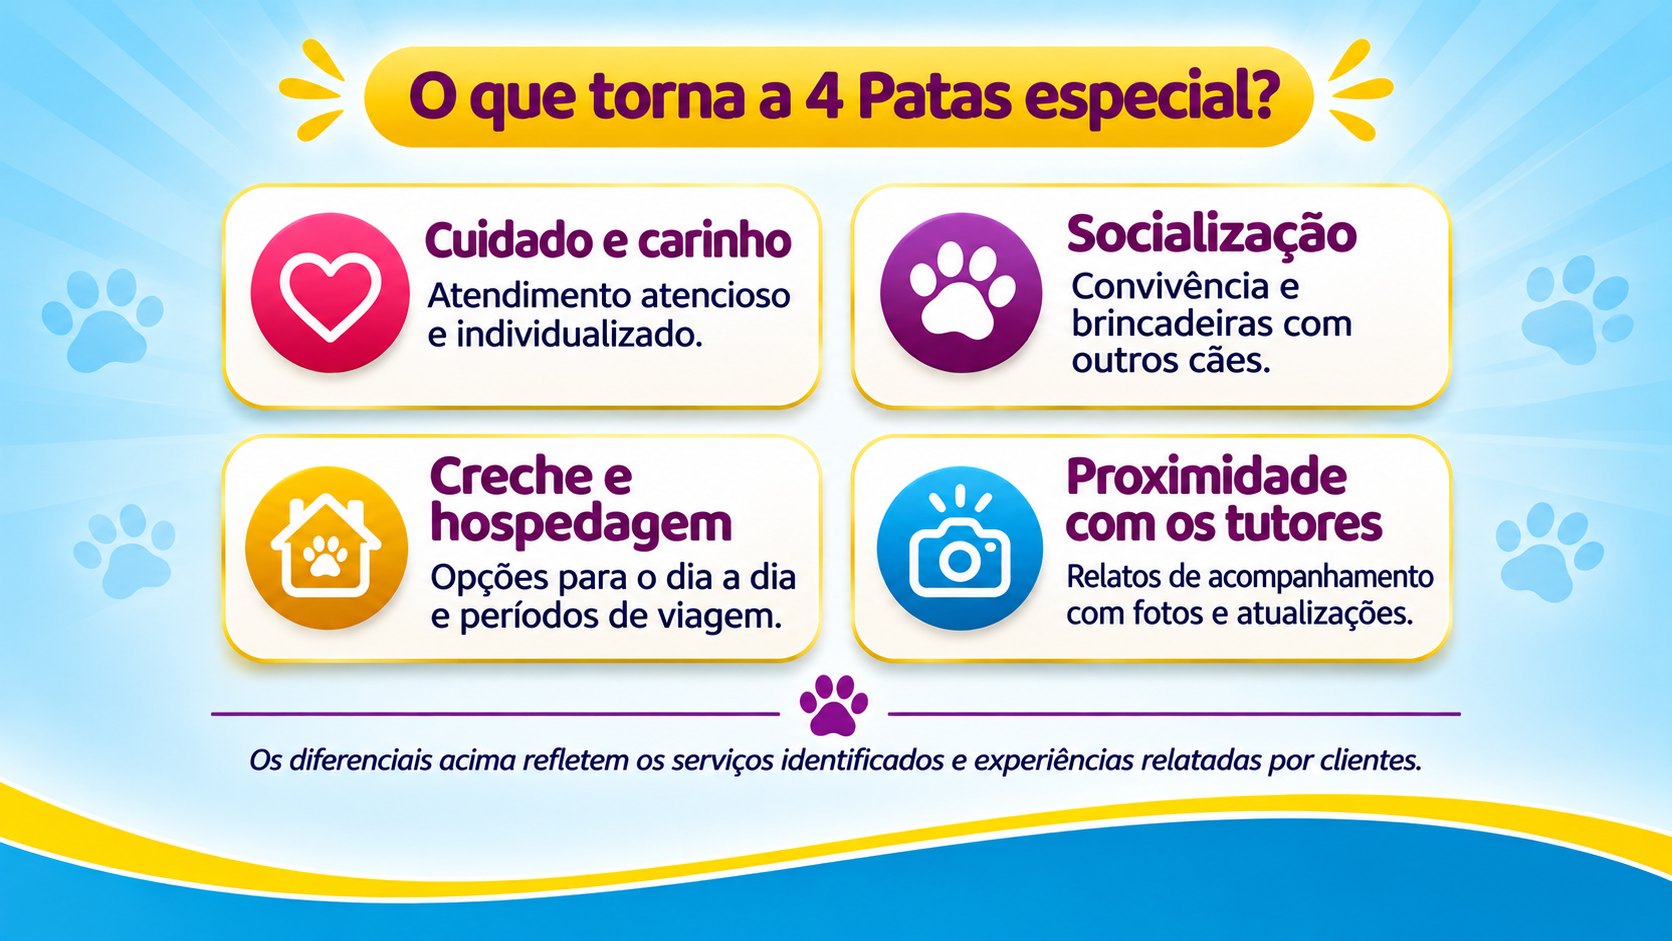 O que torna a 4 Patas especial?
Cuidado e carinho
Atendimento atencioso
e individualizado.
Socialização
Convivência e
brincadeiras com
outros cães.
Creche e
hospedagem
Opções para o dia a dia
e períodos de viagem.
Proximidade
com os tutores
Relatos de acompanhamento
com fotos e atualizações.
Os diferenciais acima refletem os serviços identificados e experiências relatadas por clientes.